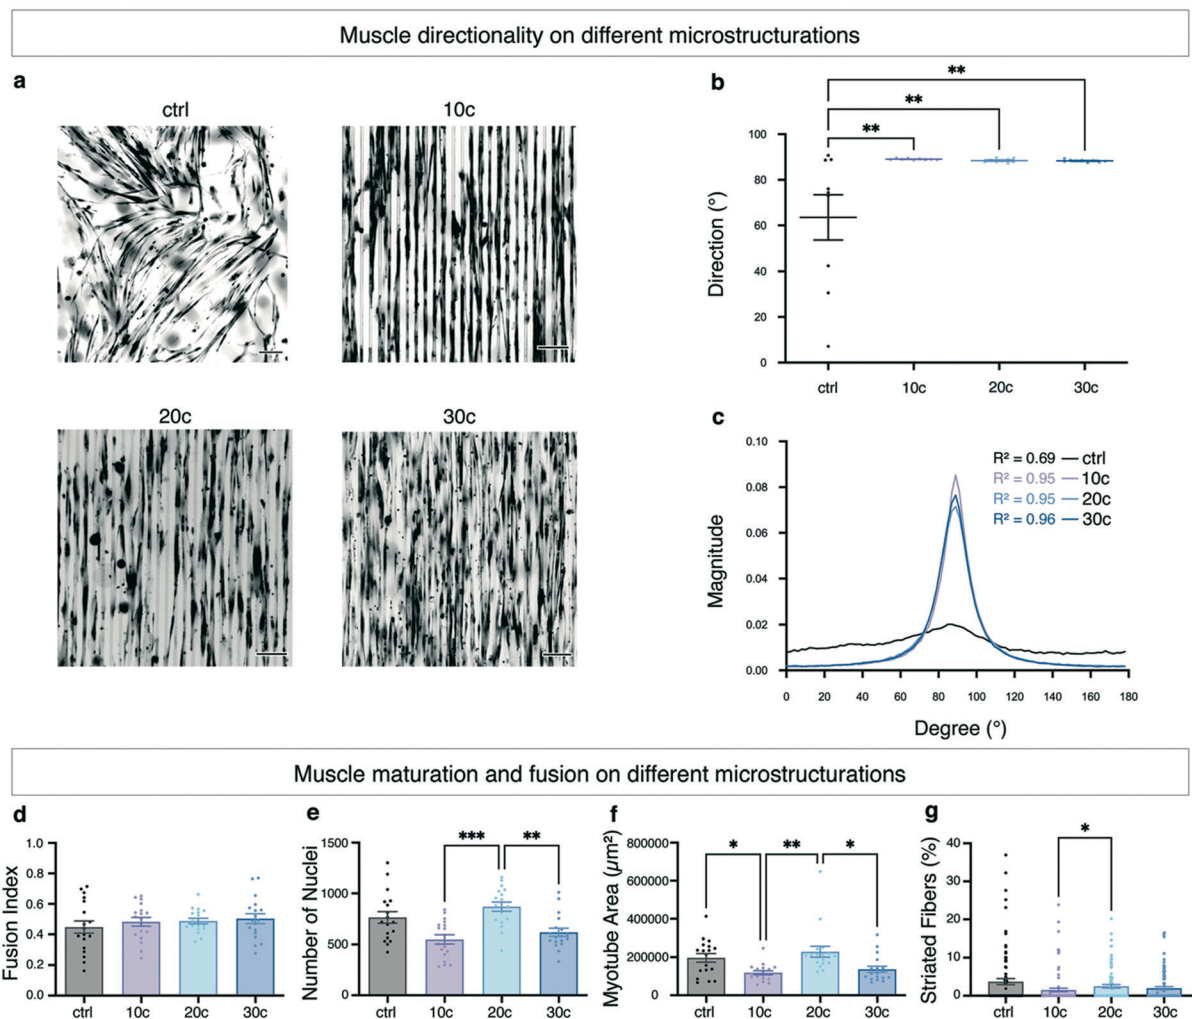 Muscle directionality on different microstructurations
a
ctrl
10c
20c
30c
b
**
**
**
Direction (°)
100
80
60
40
20
0
ctrl 10c 20c 30c
c
Magnitude
0.10
0.08
0.06
0.04
0.02
0.00
R² = 0.69 ctrl
R² = 0.95 10c
R² = 0.95 20c
R² = 0.96 30c
0 20 40 60 80 100 120 140 160 180
Degree (°)
Muscle maturation and fusion on different microstructurations
d
Fusion Index
1.0
0.8
0.6
0.4
0.2
0.0
ctrl 10c 20c 30c
e
Number of Nuclei
1500
1000
500
0
*** **
ctrl 10c 20c 30c
f
Myotube Area (µm²)
800000
600000
400000
200000
0
* ** *
ctrl 10c 20c 30c
g
Striated Fibers (%)
40
30
20
10
0
*
ctrl 10c 20c 30c